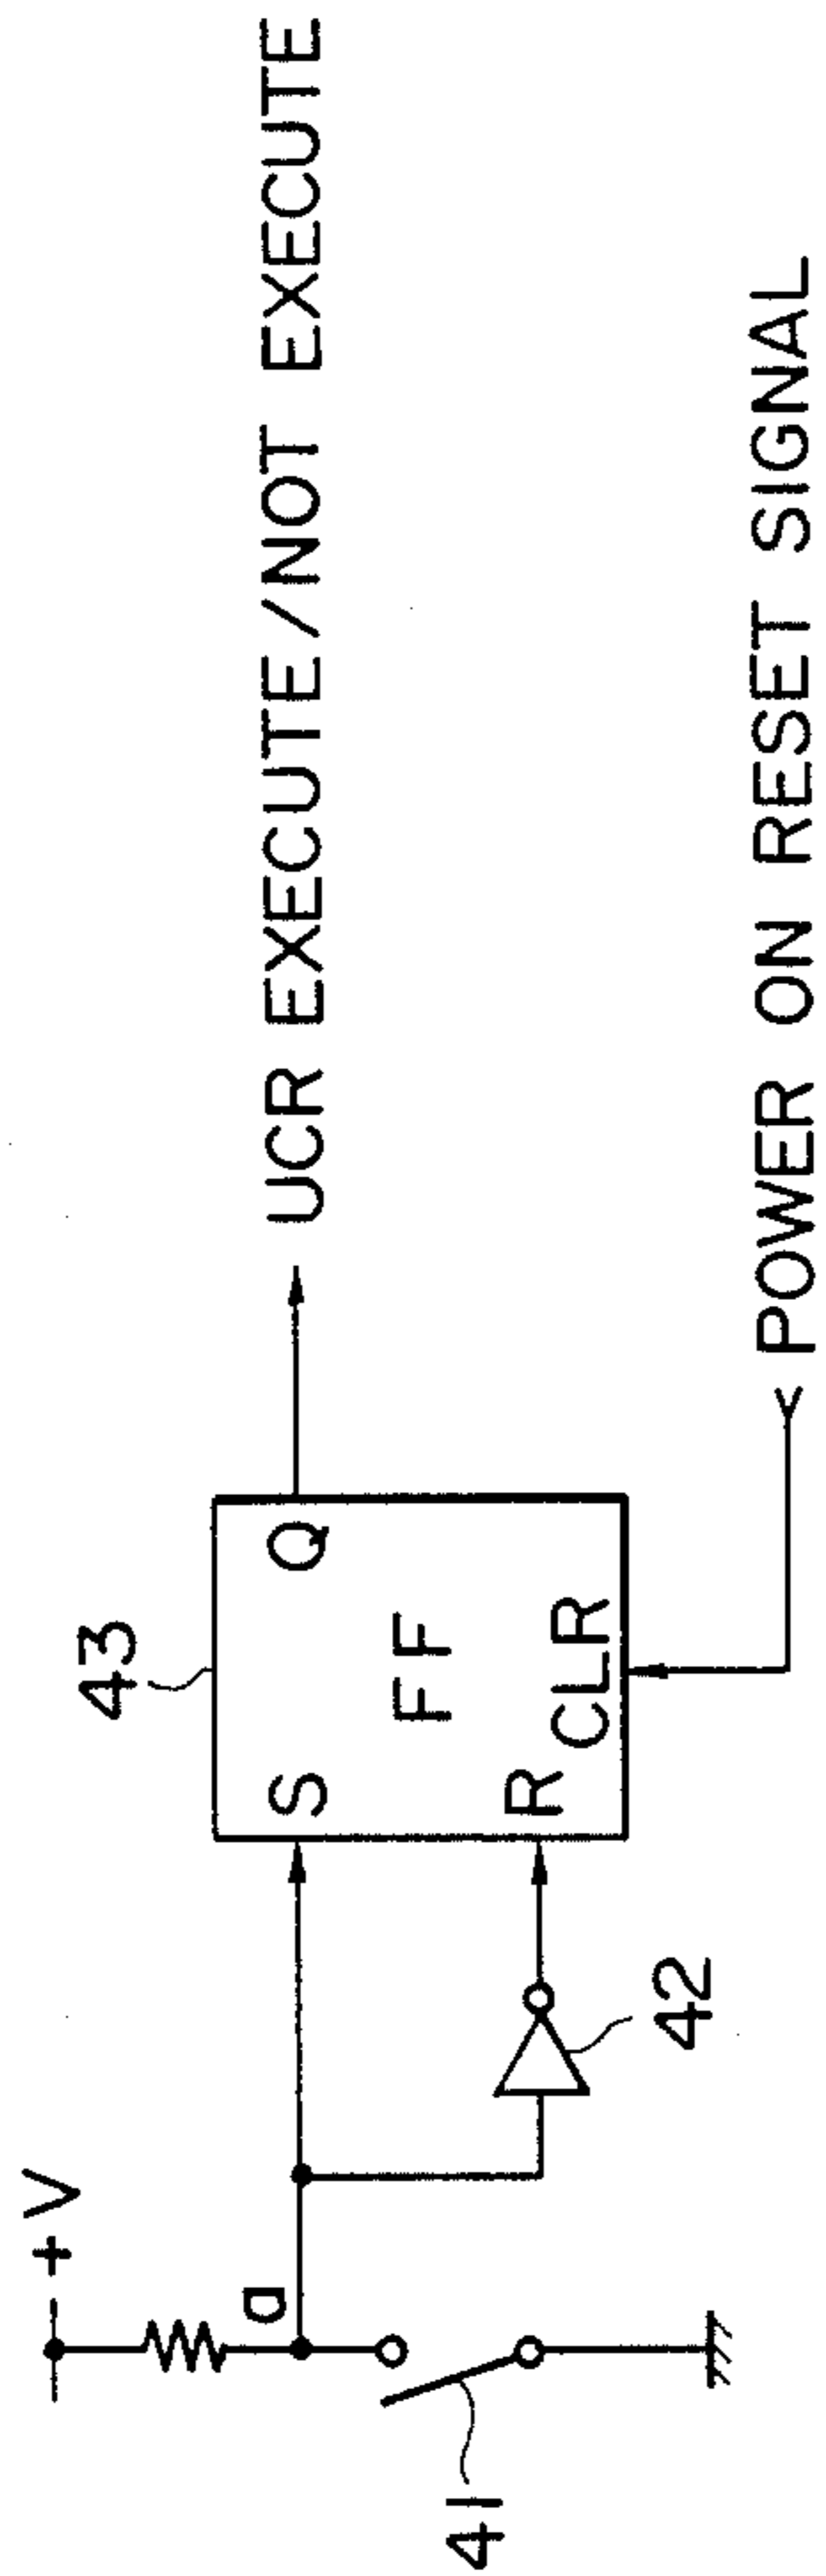 +V
a
41
42
43
S
Q
FF
R
CLR
UCR EXECUTE/NOT EXECUTE
POWER ON RESET SIGNAL